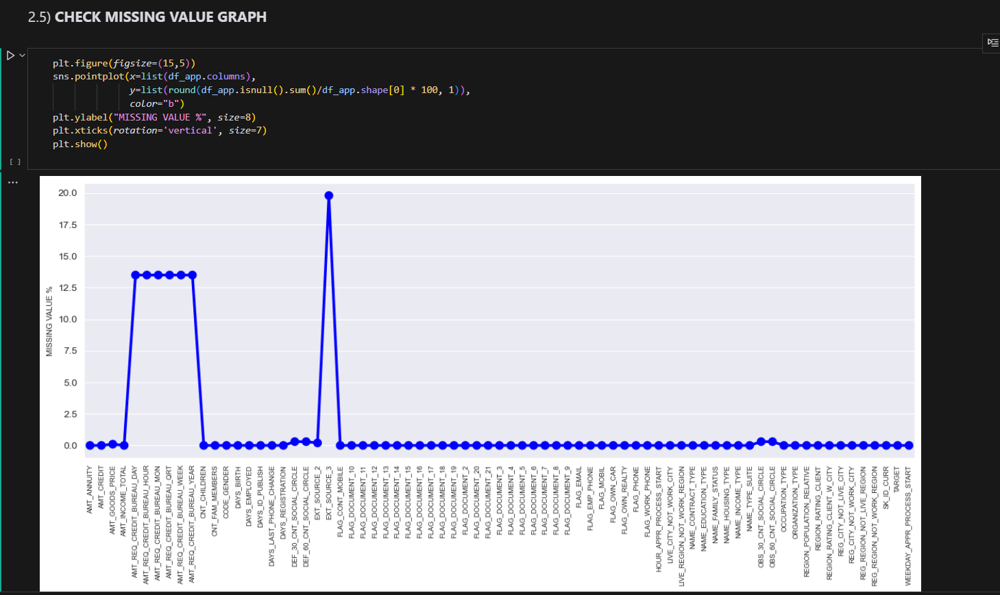 2.5) CHECK MISSING VALUE GRAPH
plt.figure(figsize=(15,5))
sns.pointplot(x=list(df_app.columns),
y=list(round(df_app.isnull().sum()/df_app.shape[0] * 100, 1)),
color="b")
plt.ylabel("MISSING VALUE %", size=8)
plt.xticks(rotation='vertical', size=7)
plt.show()
[ ]
...
20.0
17.5
15.0
12.5
10.0
7.5
5.0
2.5
0.0
MISSING VALUE %
AMT_ANNUITY
AMT_CREDIT
AMT_GOODS_PRICE
AMT_INCOME_TOTAL
AMT_REQ_CREDIT_BUREAU_DAY
AMT_REQ_CREDIT_BUREAU_HOUR
AMT_REQ_CREDIT_BUREAU_MON
AMT_REQ_CREDIT_BUREAU_QRT
AMT_REQ_CREDIT_BUREAU_WEEK
AMT_REQ_CREDIT_BUREAU_YEAR
CNT_CHILDREN
CNT_FAM_MEMBERS
CODE_GENDER
DAYS_BIRTH
DAYS_EMPLOYED
DAYS_ID_PUBLISH
DAYS_LAST_PHONE_CHANGE
DAYS_REGISTRATION
DEF_30_CNT_SOCIAL_CIRCLE
DEF_60_CNT_SOCIAL_CIRCLE
EXT_SOURCE_2
EXT_SOURCE_3
FLAG_CONT_MOBILE
FLAG_DOCUMENT_10
FLAG_DOCUMENT_11
FLAG_DOCUMENT_12
FLAG_DOCUMENT_13
FLAG_DOCUMENT_14
FLAG_DOCUMENT_15
FLAG_DOCUMENT_16
FLAG_DOCUMENT_17
FLAG_DOCUMENT_18
FLAG_DOCUMENT_19
FLAG_DOCUMENT_2
FLAG_DOCUMENT_20
FLAG_DOCUMENT_21
FLAG_DOCUMENT_3
FLAG_DOCUMENT_4
FLAG_DOCUMENT_5
FLAG_DOCUMENT_6
FLAG_DOCUMENT_7
FLAG_DOCUMENT_8
FLAG_DOCUMENT_9
FLAG_EMAIL
FLAG_EMP_PHONE
FLAG_MOBIL
FLAG_OWN_CAR
FLAG_OWN_REALTY
FLAG_PHONE
FLAG_WORK_PHONE
HOUR_APPR_PROCESS_START
LIVE_CITY_NOT_WORK_CITY
LIVE_REGION_NOT_WORK_REGION
NAME_CONTRACT_TYPE
NAME_EDUCATION_TYPE
NAME_FAMILY_STATUS
NAME_HOUSING_TYPE
NAME_INCOME_TYPE
NAME_TYPE_SUITE
OBS_30_CNT_SOCIAL_CIRCLE
OBS_60_CNT_SOCIAL_CIRCLE
OCCUPATION_TYPE
ORGANIZATION_TYPE
REGION_POPULATION_RELATIVE
REGION_RATING_CLIENT
REGION_RATING_CLIENT_W_CITY
REG_CITY_NOT_LIVE_CITY
REG_CITY_NOT_WORK_CITY
REG_REGION_NOT_LIVE_REGION
REG_REGION_NOT_WORK_REGION
SK_ID_CURR
TARGET
WEEKDAY_APPR_PROCESS_START